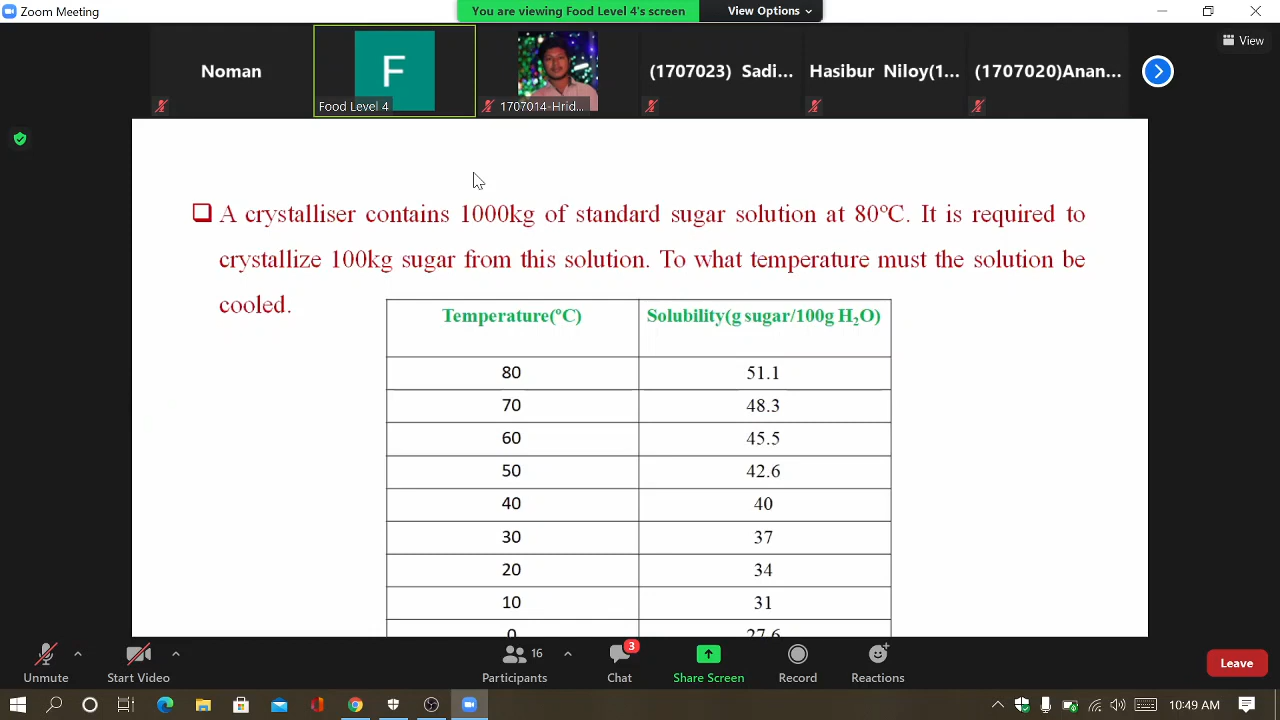 Zoom Meeting
You are viewing Food Level 4's screen
View Options
View
Noman
F
Food Level 4
1707014-Hrid...
(1707023) Sadi...
Hasibur Niloy(1...
(1707020)Anan...
A crystalliser contains 1000kg of standard sugar solution at 80°C. It is required to
crystallize 100kg sugar from this solution. To what temperature must the solution be
cooled.
Temperature(°C) Solubility(g sugar/100g H₂O)
80 51.1
70 48.3
60 45.5
50 42.6
40 40
30 37
20 34
10 31
0 27.6
Unmute
Start Video
16
Participants
3
Chat
Share Screen
Record
Reactions
Leave
10:49 AM